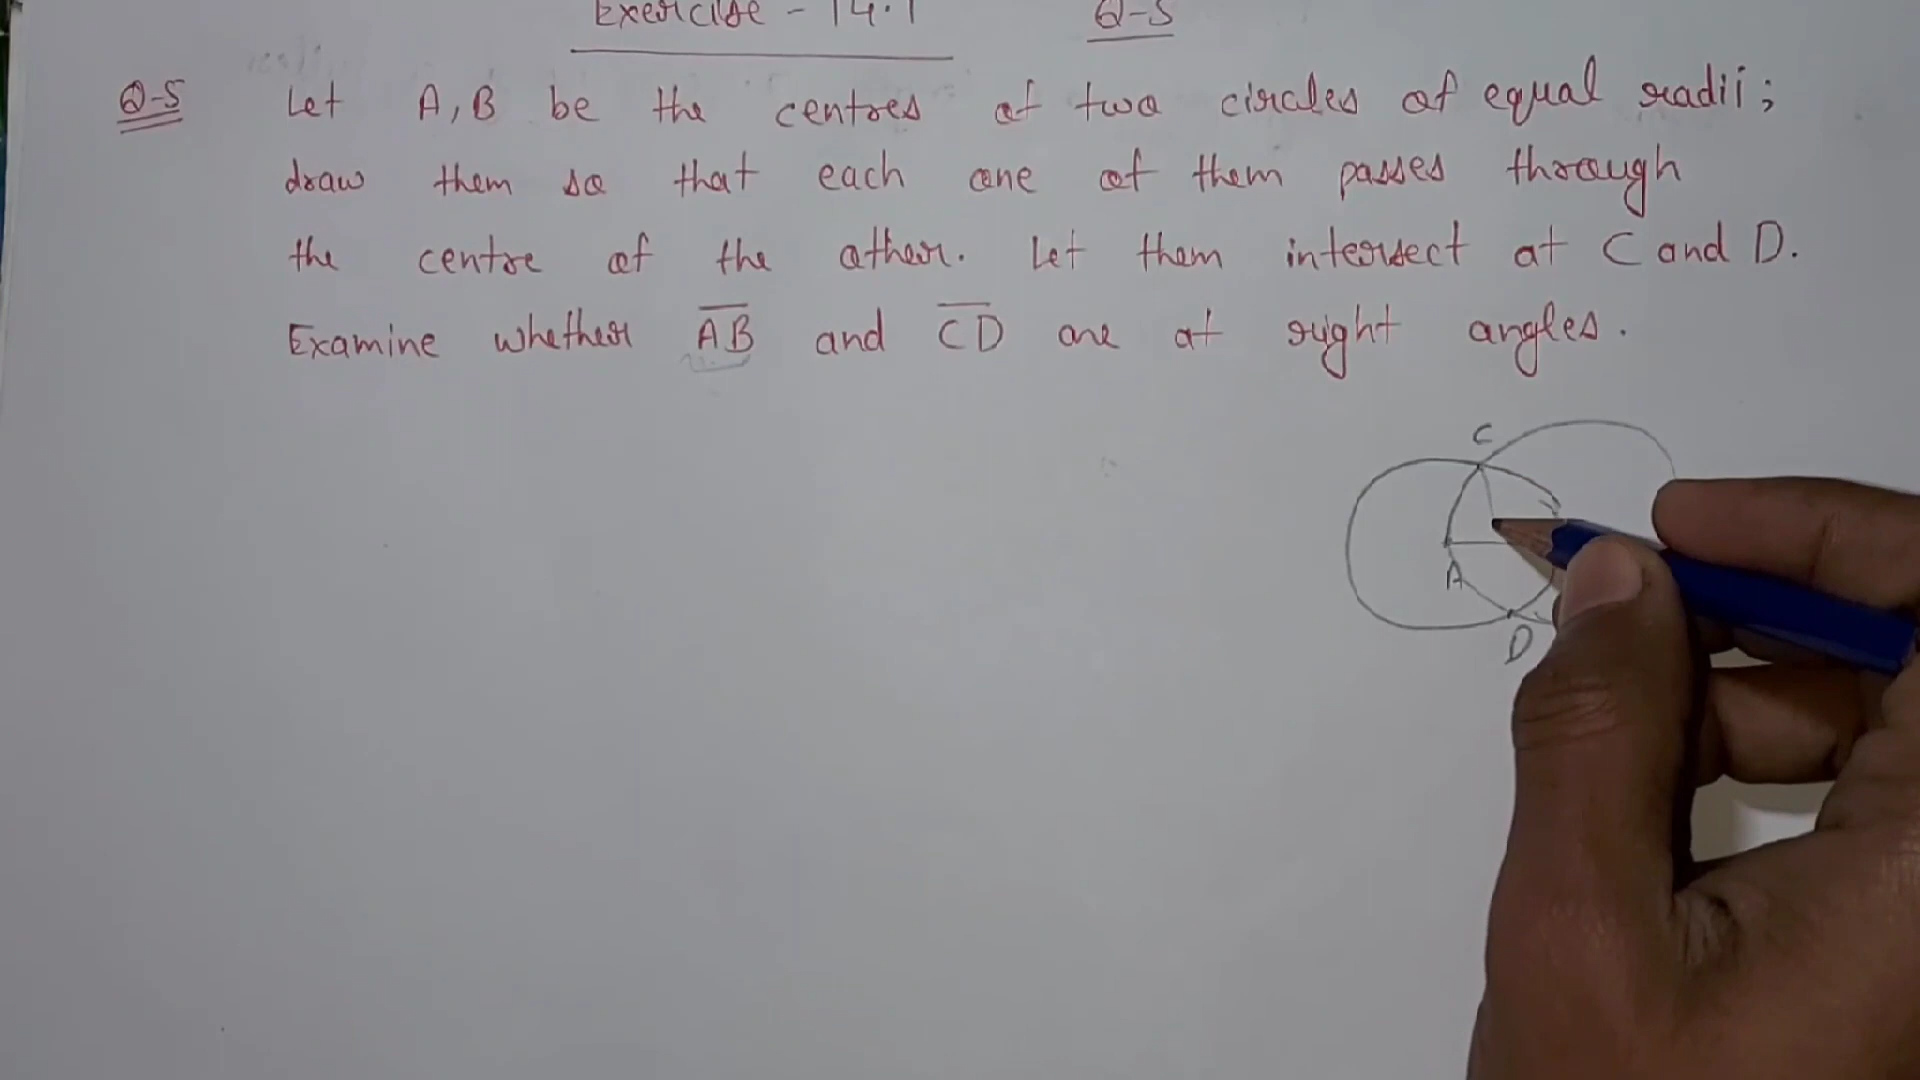 Exercise - 14.1 Q-5
Q-5 Let A, B be the centres of two circles of equal radii;
draw them so that each one of them passes through
the centre of the other. Let them intersect at C and D.
Examine whether AB and CD are at right angles.
C
A
D